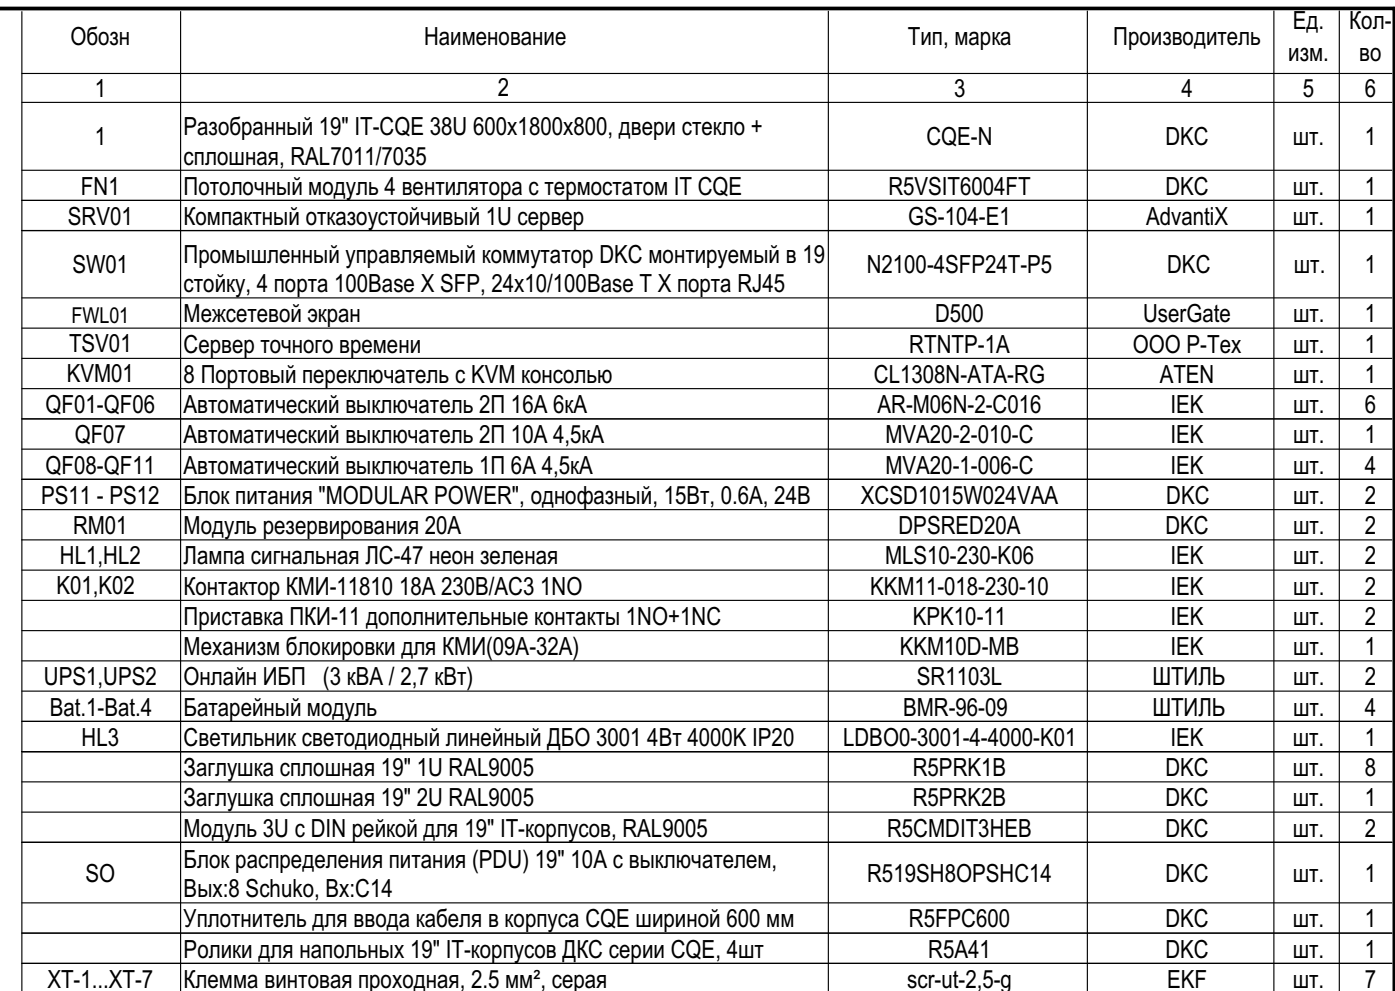 Обозн Наименование Тип, марка Производитель Ед. изм. Кол-во
1 2 3 4 5 6
1 Разобранный 19" IT-CQE 38U 600x1800x800, двери стекло +
сплошная, RAL7011/7035 CQE-N DKC шт. 1
FN1 Потолочный модуль 4 вентилятора с термостатом IT CQE R5VSIT6004FT DKC шт. 1
SRV01 Компактный отказоустойчивый 1U сервер GS-104-E1 AdvantiX шт. 1
SW01 Промышленный управляемый коммутатор DKC монтируемый в 19
стойку, 4 порта 100Base X SFP, 24x10/100Base T X порта RJ45 N2100-4SFP24T-P5 DKC шт. 1
FWL01 Межсетевой экран D500 UserGate шт. 1
TSV01 Сервер точного времени RTNTP-1A ООО Р-Тех шт. 1
KVM01 8 Портовый переключатель с KVM консолью CL1308N-ATA-RG ATEN шт. 1
QF01-QF06 Автоматический выключатель 2П 16А 6кА AR-M06N-2-C016 IEK шт. 6
QF07 Автоматический выключатель 2П 10А 4,5кА MVA20-2-010-C IEK шт. 1
QF08-QF11 Автоматический выключатель 1П 6А 4,5кА MVA20-1-006-C IEK шт. 4
PS11 - PS12 Блок питания "MODULAR POWER", однофазный, 15Вт, 0.6А, 24В XCSD1015W024VAA DKC шт. 2
RM01 Модуль резервирования 20А DPSRED20A DKC шт. 2
HL1,HL2 Лампа сигнальная ЛС-47 неон зеленая MLS10-230-K06 IEK шт. 2
K01,K02 Контактор КМИ-11810 18А 230В/АС3 1NO KKM11-018-230-10 IEK шт. 2
Приставка ПКИ-11 дополнительные контакты 1NO+1NC KPK10-11 IEK шт. 2
Механизм блокировки для КМИ(09А-32А) KKM10D-MB IEK шт. 1
UPS1,UPS2 Онлайн ИБП (3 кВА / 2,7 кВт) SR1103L ШТИЛЬ шт. 2
Bat.1-Bat.4 Батарейный модуль BMR-96-09 ШТИЛЬ шт. 4
HL3 Светильник светодиодный линейный ДБО 3001 4Вт 4000K IP20 LDBO0-3001-4-4000-K01 IEK шт. 1
Заглушка сплошная 19" 1U RAL9005 R5PRK1B DKC шт. 8
Заглушка сплошная 19" 2U RAL9005 R5PRK2B DKC шт. 1
Модуль 3U с DIN рейкой для 19" IT-корпусов, RAL9005 R5CMDIT3HEB DKC шт. 2
SO Блок распределения питания (PDU) 19" 10А с выключателем,
Вых:8 Schuko, Вх:C14 R519SH8OPSHC14 DKC шт. 1
Уплотнитель для ввода кабеля в корпуса CQE шириной 600 мм R5FPC600 DKC шт. 1
Ролики для напольных 19" IT-корпусов ДКС серии CQE, 4шт R5A41 DKC шт. 1
XT-1...XT-7 Клемма винтовая проходная, 2.5 мм², серая scr-ut-2,5-g EKF шт. 7